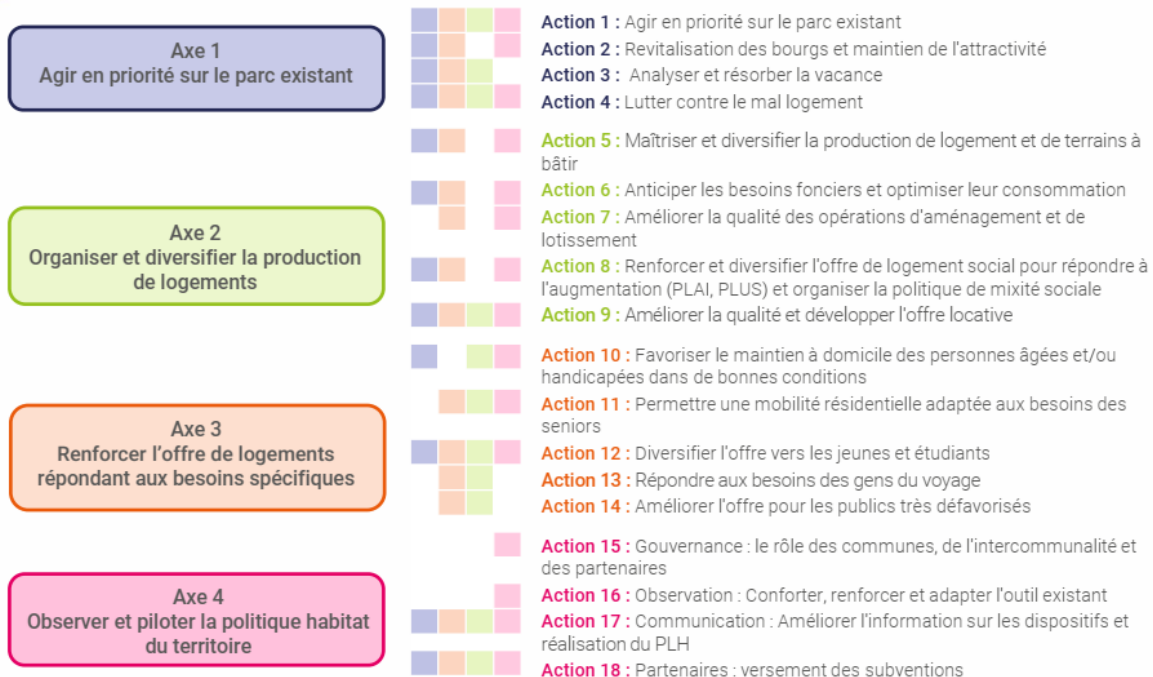 Axe 1
Agir en priorité sur le parc existant
Action 1 : Agir en priorité sur le parc existant
Action 2 : Revitalisation des bourgs et maintien de l'attractivité
Action 3 : Analyser et résorber la vacance
Action 4 : Lutter contre le mal logement
Axe 2
Organiser et diversifier la production
de logements
Action 5 : Maîtriser et diversifier la production de logement et de terrains à
bâtir
Action 6 : Anticiper les besoins fonciers et optimiser leur consommation
Action 7 : Améliorer la qualité des opérations d'aménagement et de
lotissement
Action 8 : Renforcer et diversifier l'offre de logement social pour répondre à
l'augmentation (PLAI, PLUS) et organiser la politique de mixité sociale
Action 9 : Améliorer la qualité et développer l'offre locative
Axe 3
Renforcer l'offre de logements
répondant aux besoins spécifiques
Action 10 : Favoriser le maintien à domicile des personnes âgées et/ou
handicapées dans de bonnes conditions
Action 11 : Permettre une mobilité résidentielle adaptée aux besoins des
seniors
Action 12 : Diversifier l'offre vers les jeunes et étudiants
Action 13 : Répondre aux besoins des gens du voyage
Action 14 : Améliorer l'offre pour les publics très défavorisés
Axe 4
Observer et piloter la politique habitat
du territoire
Action 15 : Gouvernance : le rôle des communes, de l'intercommunalité et
des partenaires
Action 16 : Observation : Conforter, renforcer et adapter l'outil existant
Action 17 : Communication : Améliorer l'information sur les dispositifs et
réalisation du PLH
Action 18 : Partenaires : versement des subventions